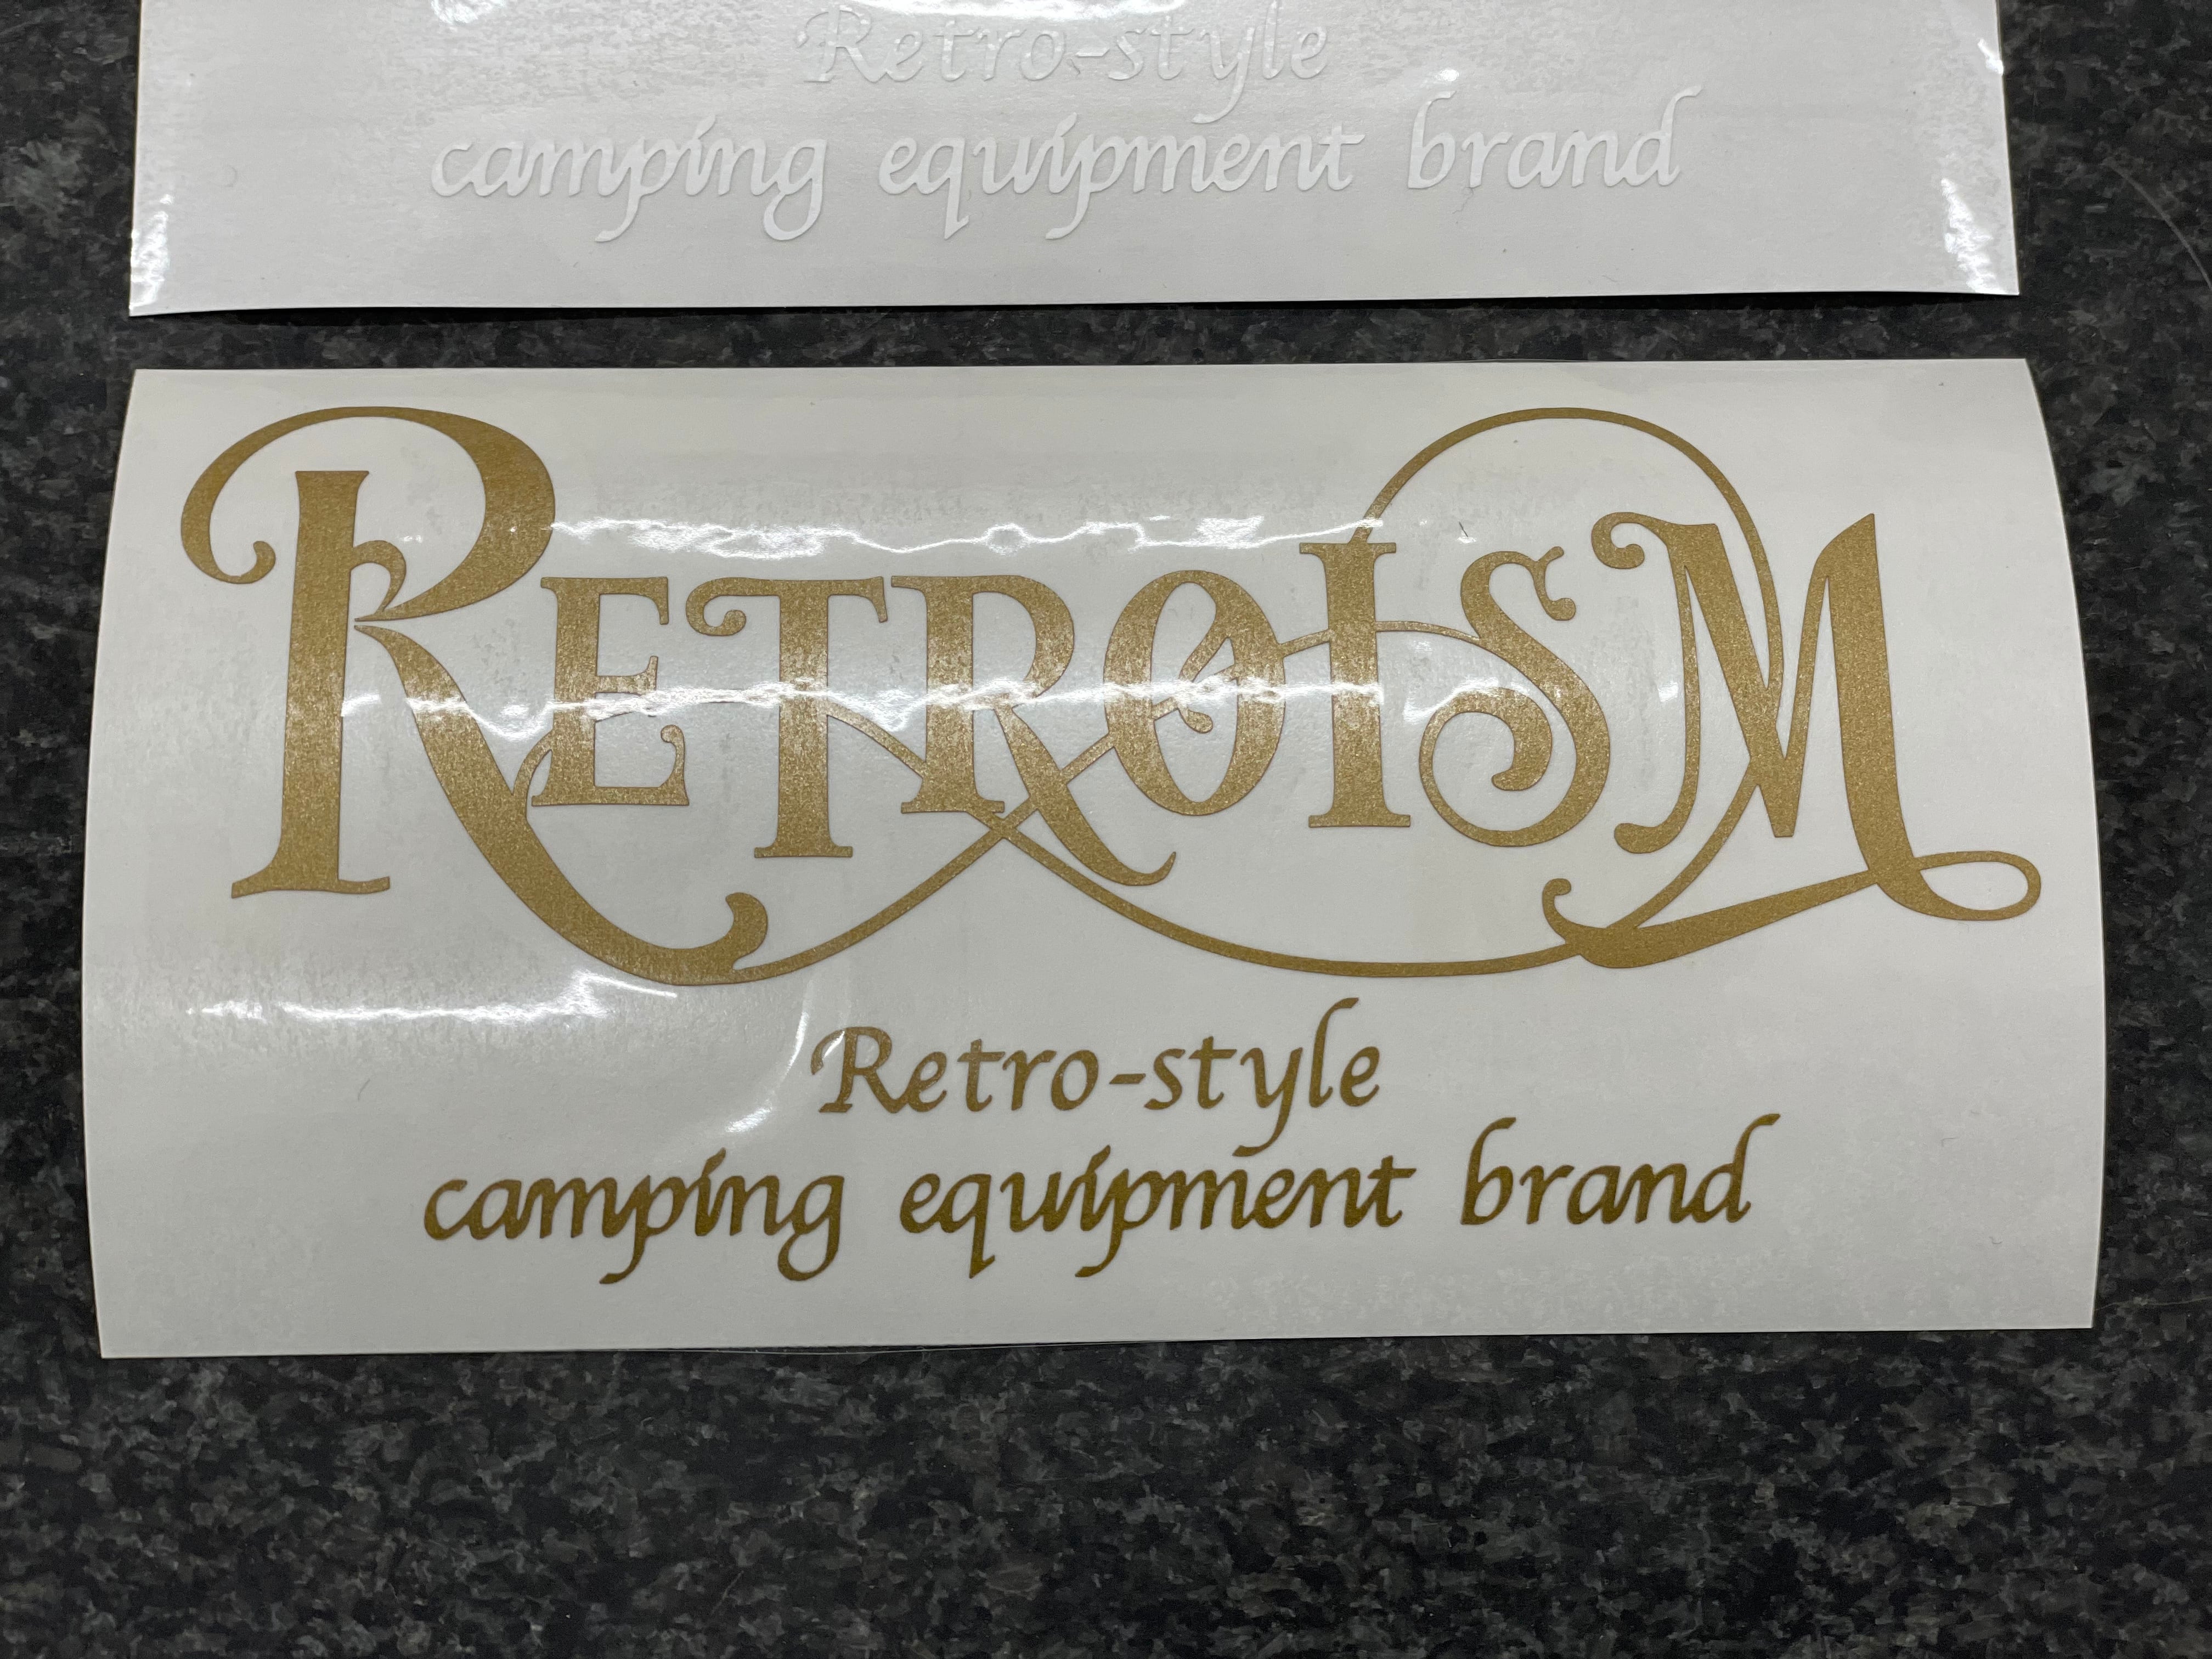 Retro-style
camping equipment brand
RETROISM
Retro-style
camping equipment brand